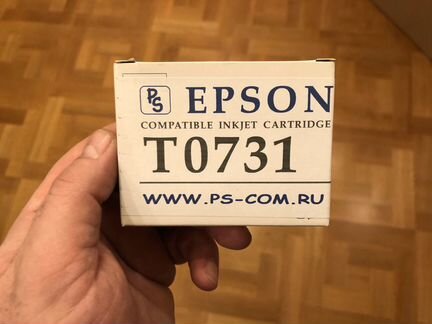 PS EPSON
COMPATIBLE INKJET CARTRIDGE
T0731
WWW.PS-COM.RU